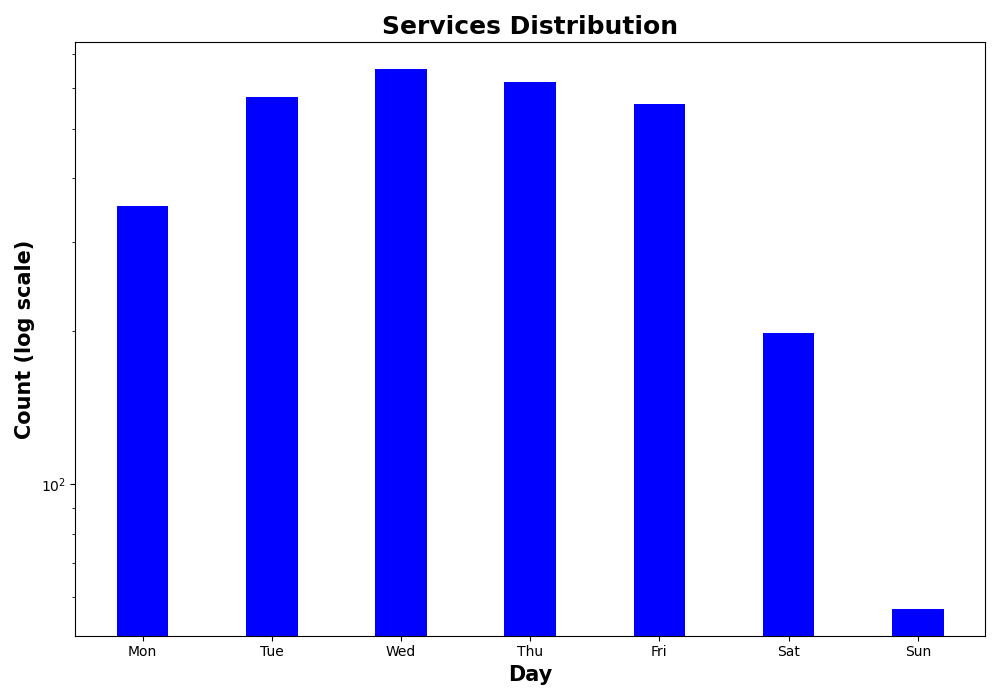 Services Distribution
Count (log scale)
10²
Mon Tue Wed Thu Fri Sat Sun
Day